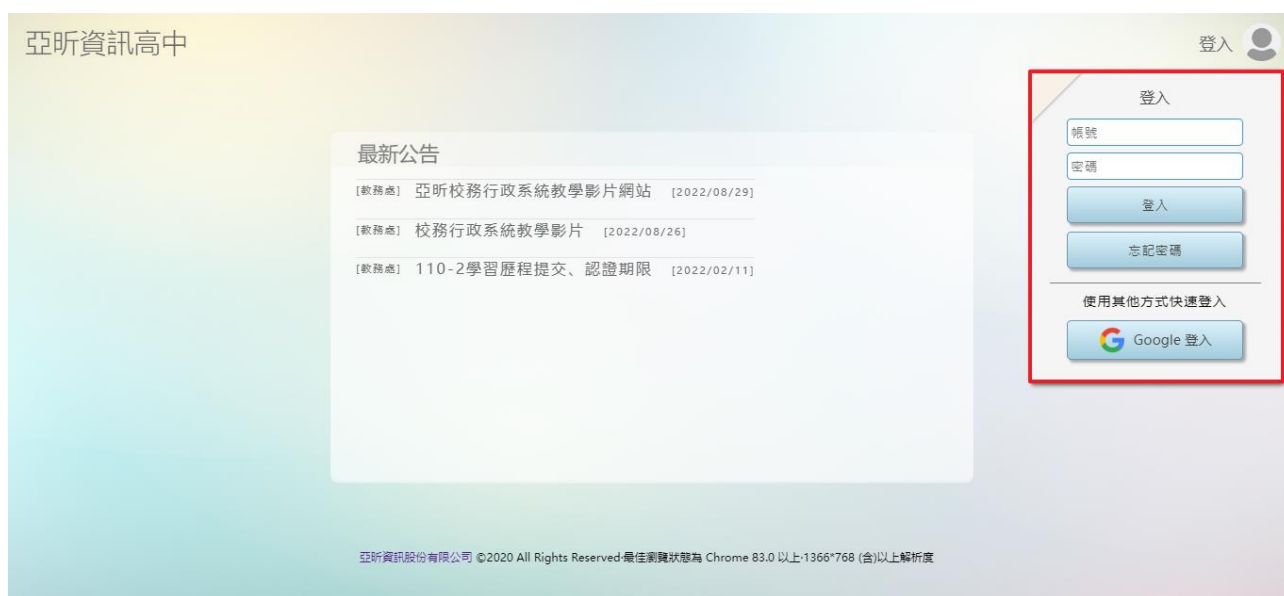 亞昕資訊高中
登入
登入
帳號
密碼
登入
忘記密碼
使用其他方式快速登入
Google 登入
最新公告
[教務處] 亞昕校務行政系統教學影片網站 [2022/08/29]
[教務處] 校務行政系統教學影片 [2022/08/26]
[教務處] 110-2學習歷程提交、認證期限 [2022/02/11]
亞昕資訊股份有限公司 ©2020 All Rights Reserved‧最佳瀏覽狀態為 Chrome 83.0 以上‧1366*768 (含)以上解析度